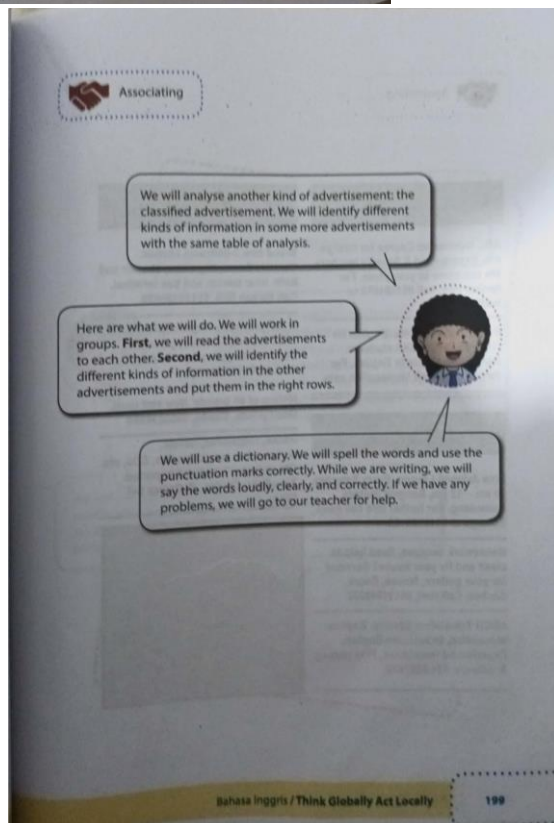 Associating
We will analyse another kind of advertisement: the
classified advertisement. We will identify different
kinds of information in some more advertisements
with the same table of analysis.
Here are what we will do. We will work in
groups. First, we will read the advertisements
to each other. Second, we will identify the
different kinds of information in the other
advertisements and put them in the right rows.
We will use a dictionary. We will spell the words and use the
punctuation marks correctly. While we are writing, we will
say the words loudly, clearly, and correctly. If we have any
problems, we will go to our teacher for help.
Bahasa Inggris / Think Globally Act Locally 199